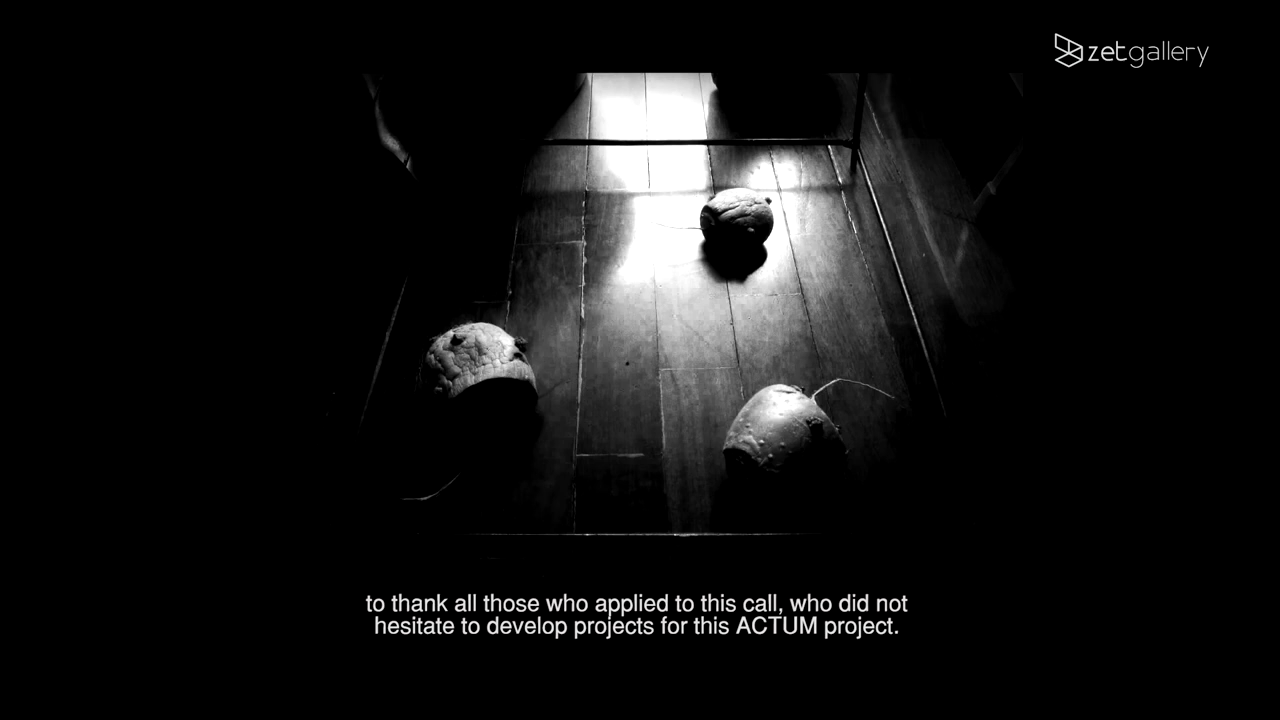 zetgallery
to thank all those who applied to this call, who did not
hesitate to develop projects for this ACTUM project.